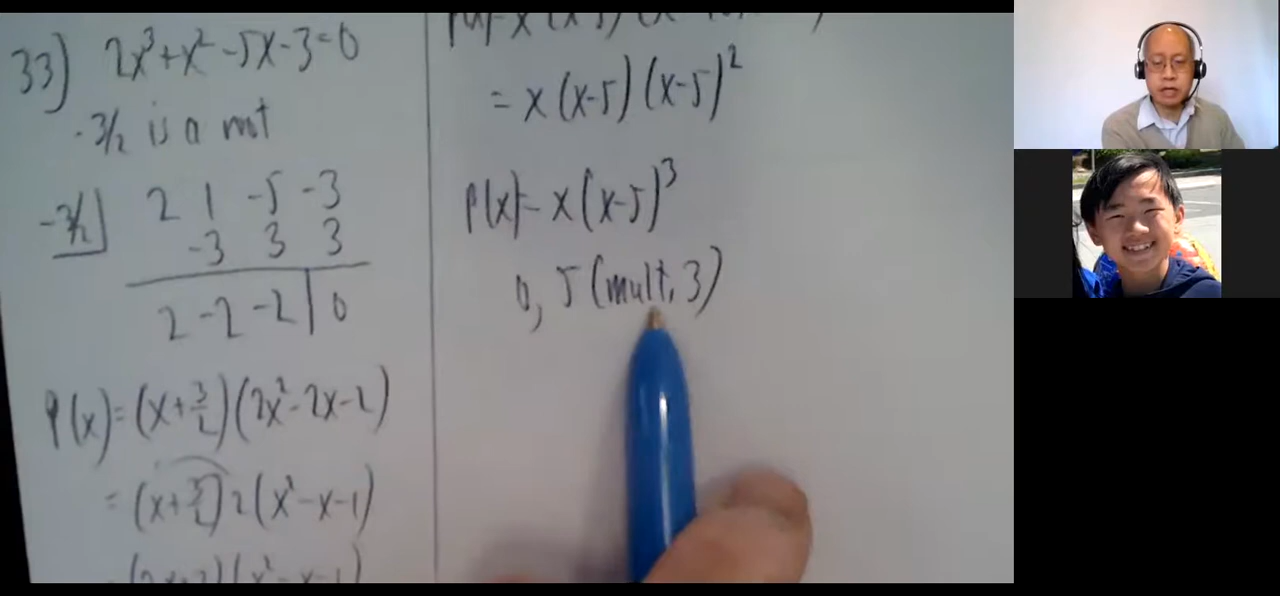 33) 2x³+x²-5x-3=0
-3/2 is a root
-3/2 2 1 -5 -3
-3 3 3
2 -2 -2 0
P(x)=(x+3/2)(2x²-2x-2)
=(x+3/2)2(x²-x-1)
(x²-x-1)
=x(x-5)(x-5)²
P(x)=x(x-5)³
0, 5(mult. 3)